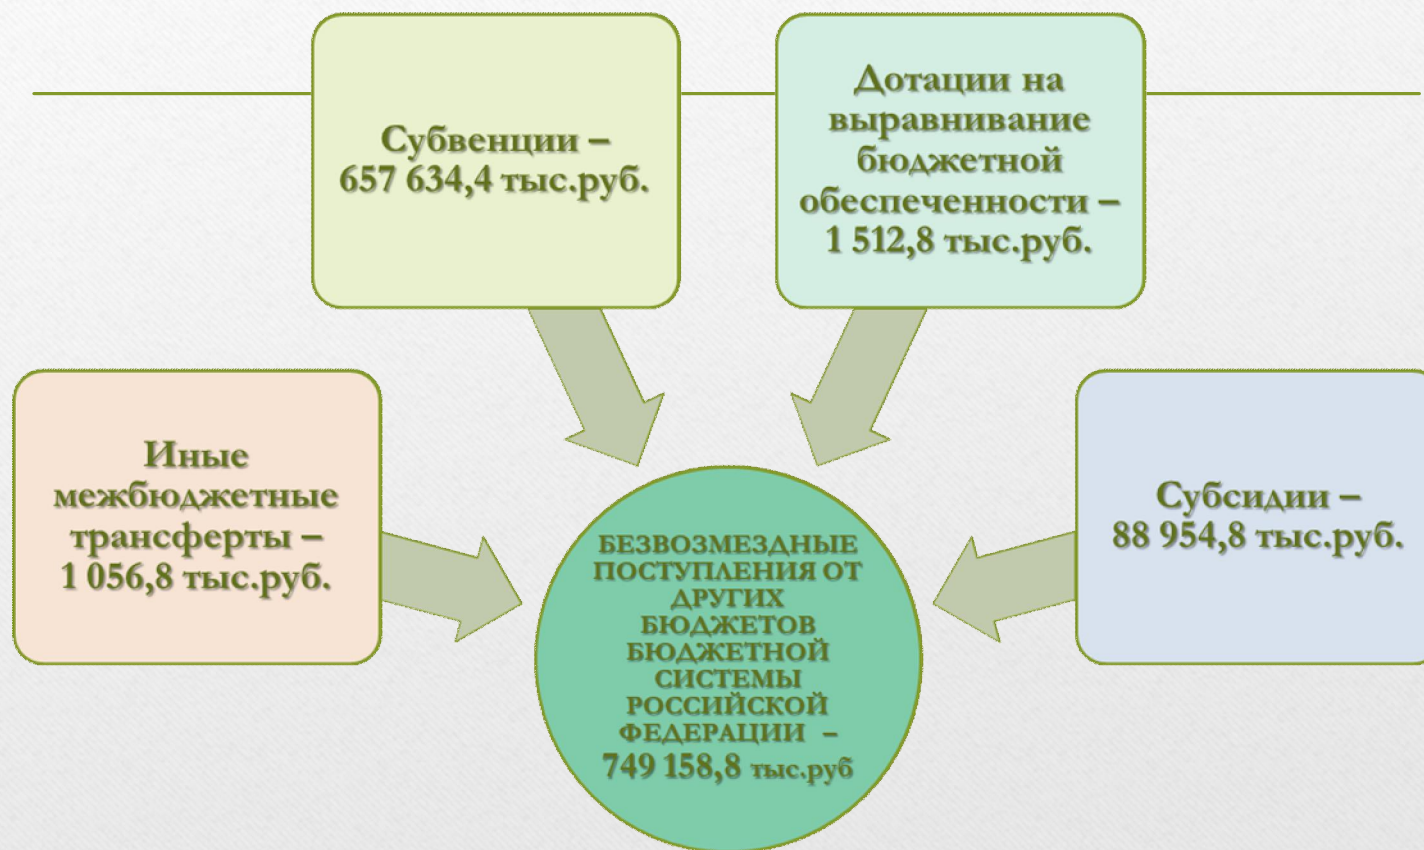 Субвенции –
657 634,4 тыс.руб.
Дотации на
выравнивание
бюджетной
обеспеченности –
1 512,8 тыс.руб.
Иные
межбюджетные
трансферты –
1 056,8 тыс.руб.
Субсидии –
88 954,8 тыс.руб.
БЕЗВОЗМЕЗДНЫЕ
ПОСТУПЛЕНИЯ ОТ
ДРУГИХ
БЮДЖЕТОВ
БЮДЖЕТНОЙ
СИСТЕМЫ
РОССИЙСКОЙ
ФЕДЕРАЦИИ –
749 158,8 тыс.руб